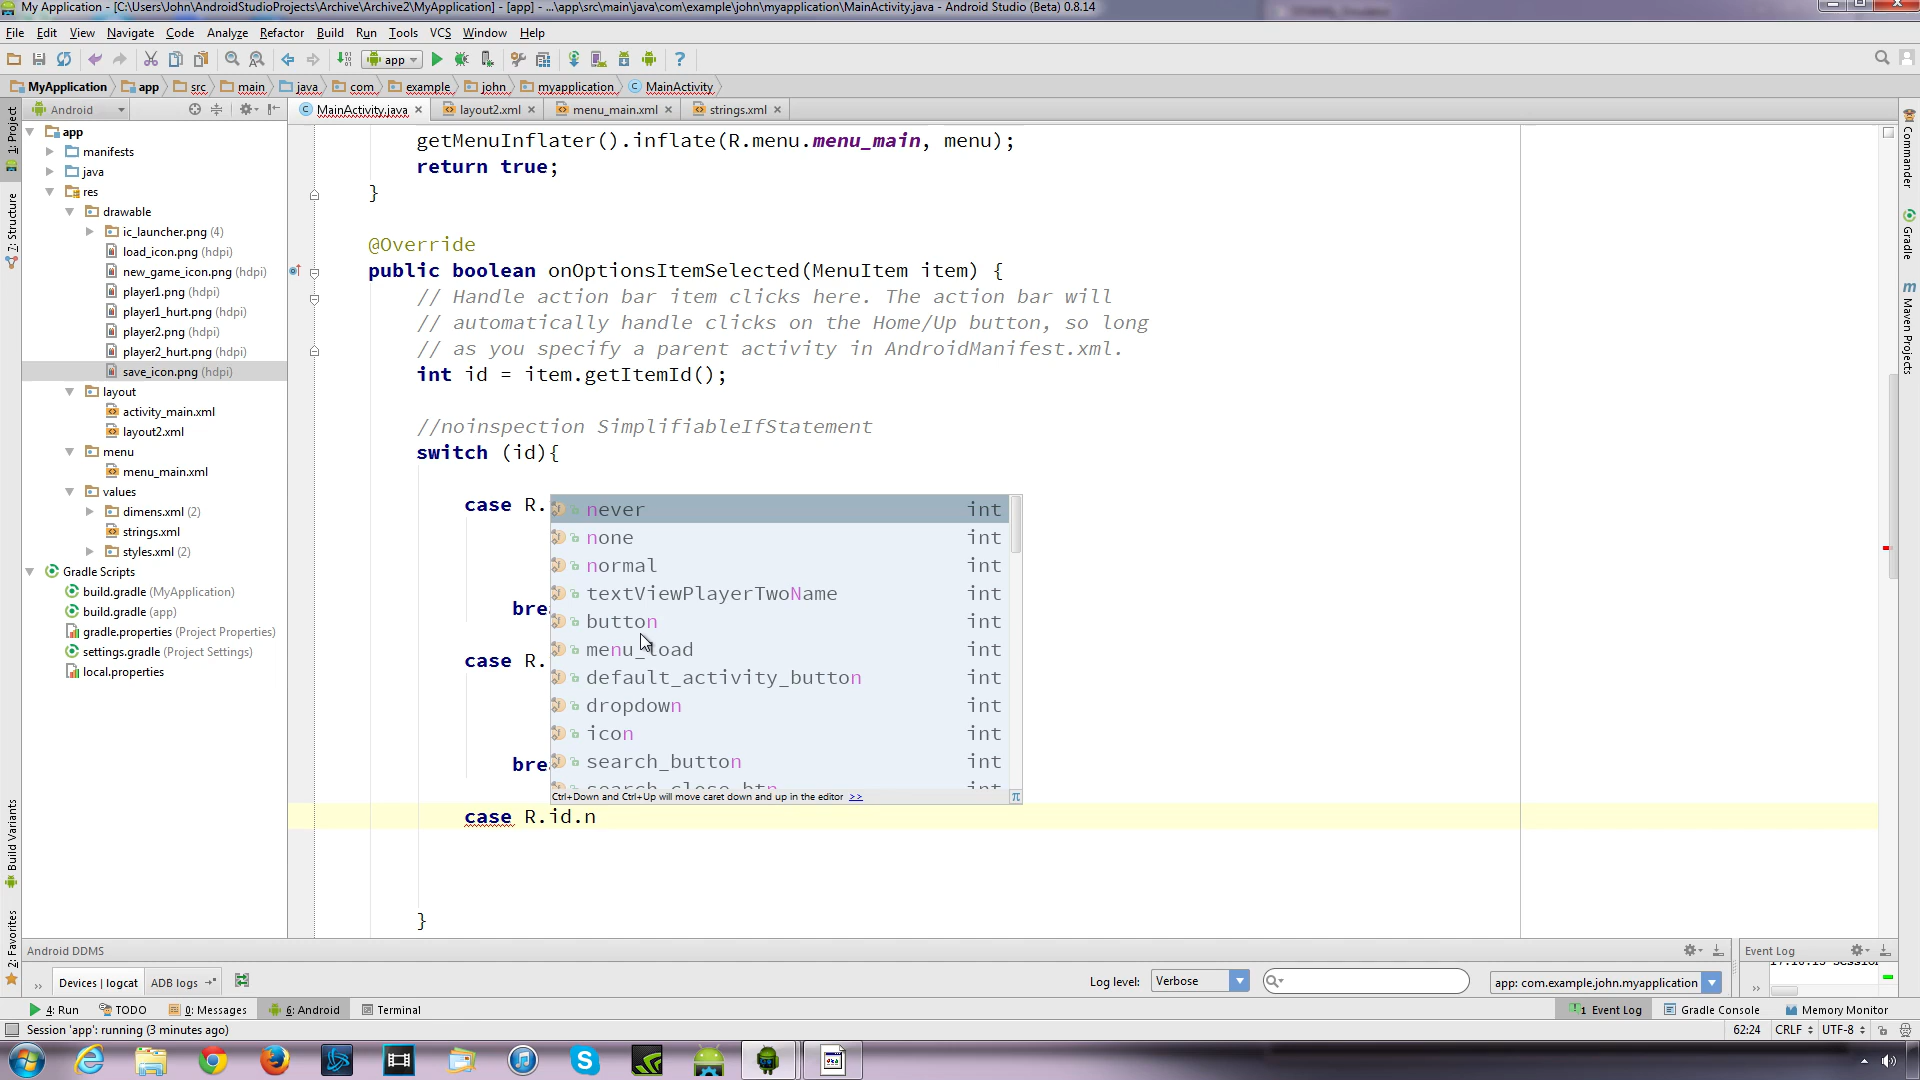 My Application - [C:\Users\John\AndroidStudioProjects\Archive\Archive2\MyApplication] - [app] - ...\app\src\main\java\com\example\john\myapplication\MainActivity.java - Android Studio (Beta) 0.8.14
File Edit View Navigate Code Analyze Refactor Build Run Tools VCS Window Help
app
MyApplication app src main java com example john myapplication MainActivity
Android
MainActivity.java layout2.xml menu_main.xml strings.xml
1: Project
7: Structure
Build Variants
2: Favorites
app
manifests
java
res
drawable
ic_launcher.png (4)
load_icon.png (hdpi)
new_game_icon.png (hdpi)
player1.png (hdpi)
player1_hurt.png (hdpi)
player2.png (hdpi)
player2_hurt.png (hdpi)
save_icon.png (hdpi)
layout
activity_main.xml
layout2.xml
menu
menu_main.xml
values
dimens.xml (2)
strings.xml
styles.xml (2)
Gradle Scripts
build.gradle (MyApplication)
build.gradle (app)
gradle.properties (Project Properties)
settings.gradle (Project Settings)
local.properties
getMenuInflater().inflate(R.menu.menu_main, menu);
return true;
}
@Override
public boolean onOptionsItemSelected(MenuItem item) {
// Handle action bar item clicks here. The action bar will
// automatically handle clicks on the Home/Up button, so long
// as you specify a parent activity in AndroidManifest.xml.
int id = item.getItemId();
//noinspection SimplifiableIfStatement
switch (id){
case R.
never int
none int
normal int
textViewPlayerTwoName int
brea
button int
menu_load int
case R.
default_activity_button int
dropdown int
icon int
search_button int
brea
search_close_btn int
Ctrl+Down and Ctrl+Up will move caret down and up in the editor >>
π
case R.id.n
}
Commander
Gradle
m Maven Projects
Android DDMS
Event Log
Devices | logcat ADB logs
Log level: Verbose
app: com.example.john.myapplication
4: Run TODO 0: Messages 6: Android Terminal
1 Event Log Gradle Console Memory Monitor
Session 'app': running (3 minutes ago)
62:24 CRLF UTF-8